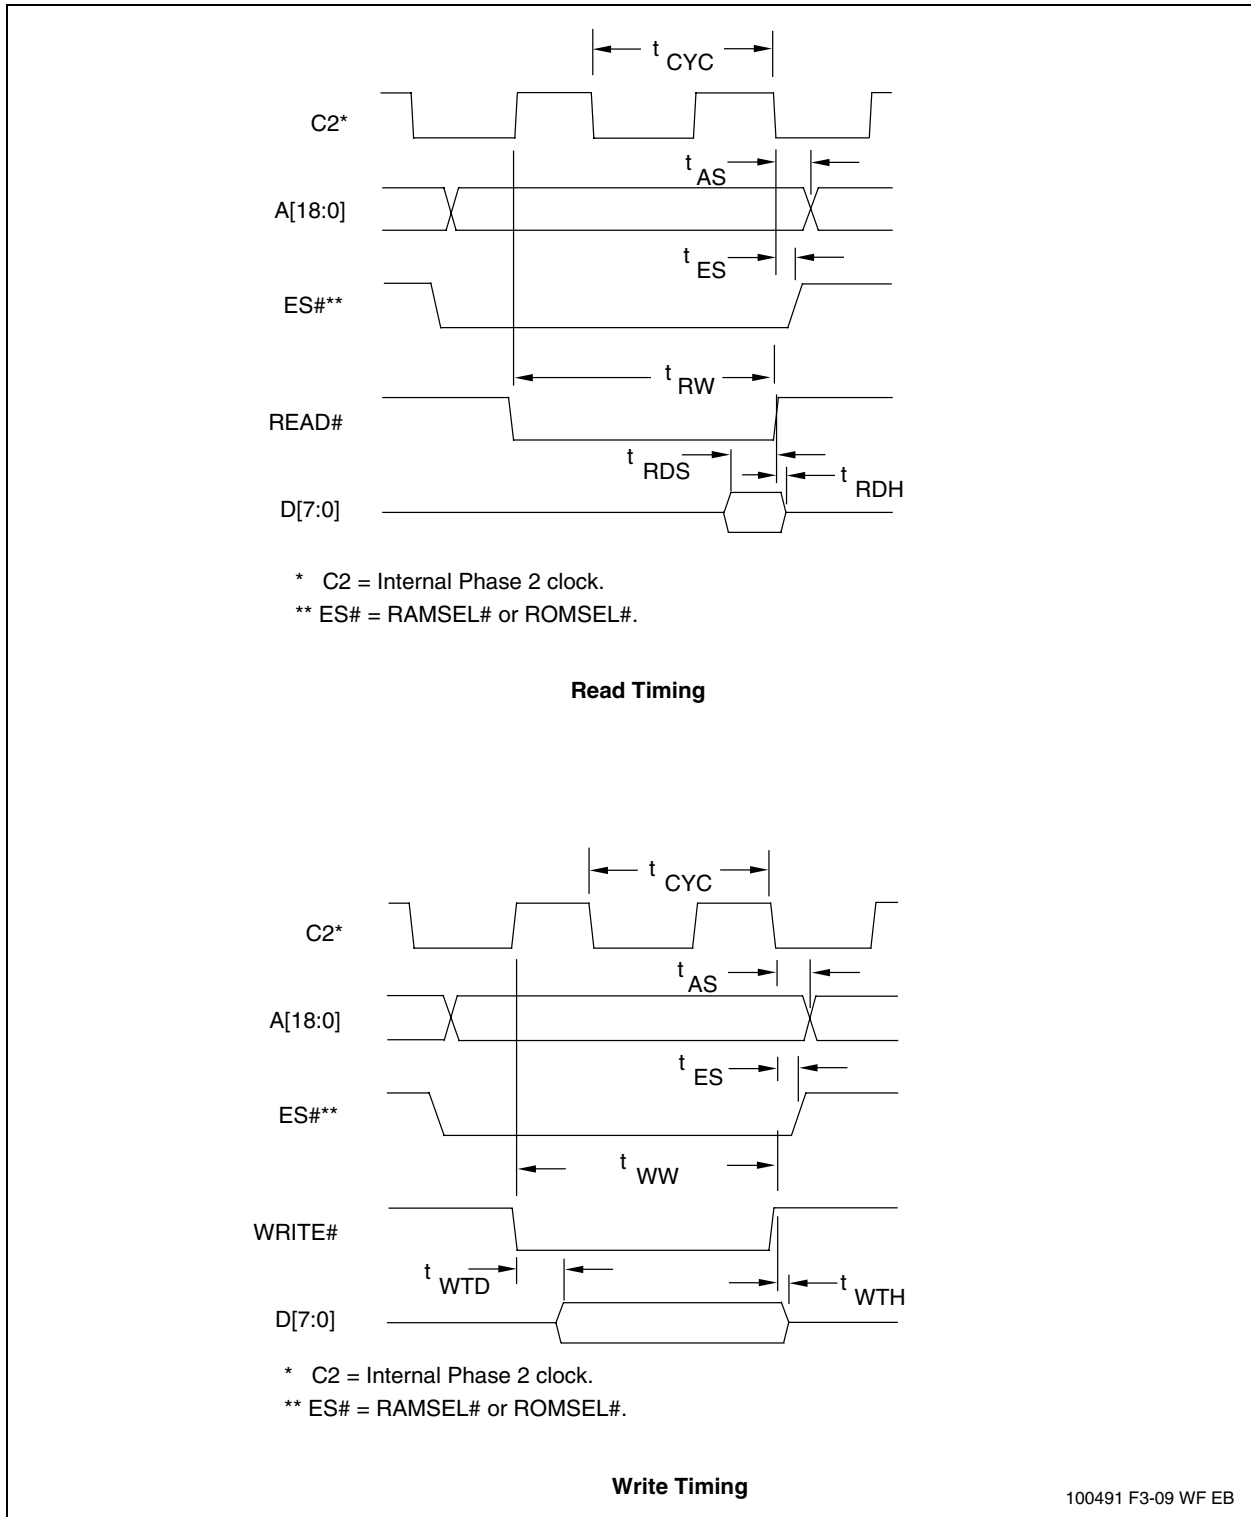 t CYC
C2*
t AS
A[18:0]
t ES
ES#**
t RW
READ#
t RDS
t RDH
D[7:0]
* C2 = Internal Phase 2 clock.
** ES# = RAMSEL# or ROMSEL#.
Read Timing
t CYC
C2*
t AS
A[18:0]
t ES
ES#**
t WW
WRITE#
t WTD
t WTH
D[7:0]
* C2 = Internal Phase 2 clock.
** ES# = RAMSEL# or ROMSEL#.
Write Timing
100491 F3-09 WF EB